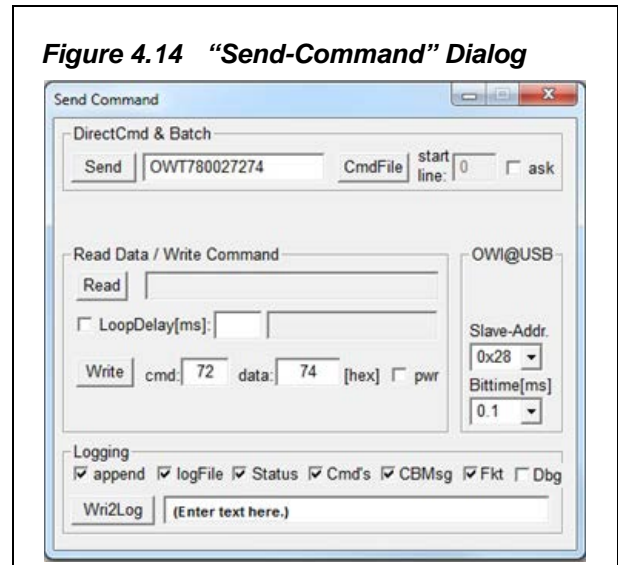 Figure 4.14 “Send-Command” Dialog
Send Command
DirectCmd & Batch
Send OWT780027274 CmdFile start line: 0 ask
Read Data / Write Command
OWI@USB
Read
LoopDelay[ms]:
Slave-Addr.
0x28
Write cmd: 72 data: 74 [hex] pwr
Bittime[ms]
0.1
Logging
append logFile Status Cmd's CBMsg Fkt Dbg
Wri2Log (Enter text here.)